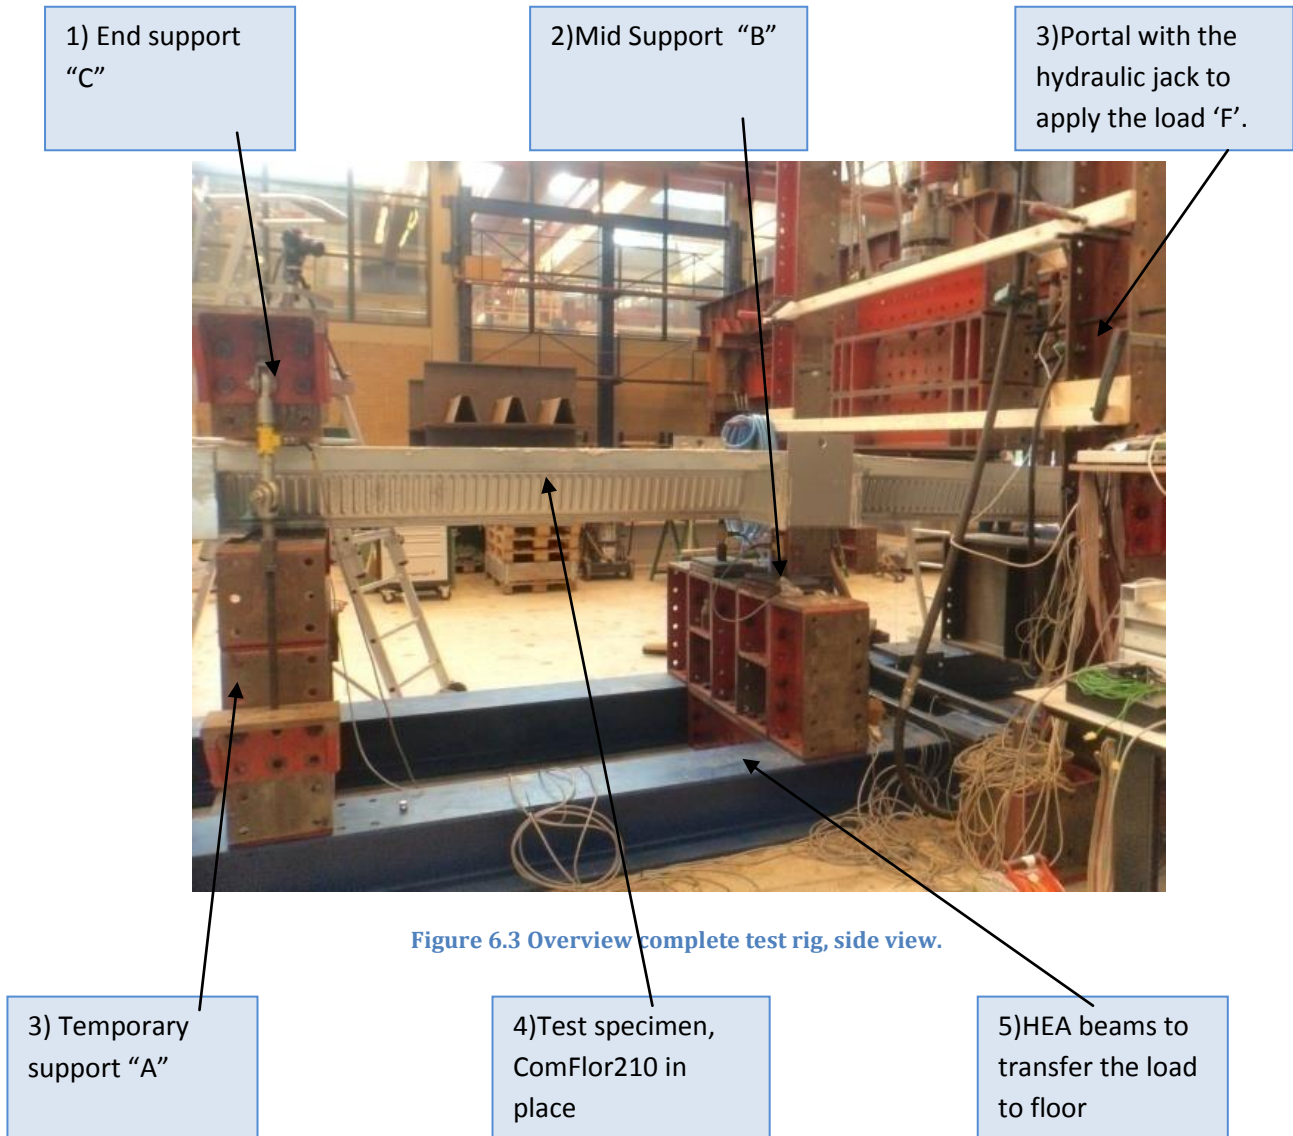 1) End support
“C”
2)Mid Support “B”
3)Portal with the
hydraulic jack to
apply the load ‘F’.
Figure 6.3 Overview complete test rig, side view.
3) Temporary
support “A”
4)Test specimen,
ComFlor210 in
place
5)HEA beams to
transfer the load
to floor